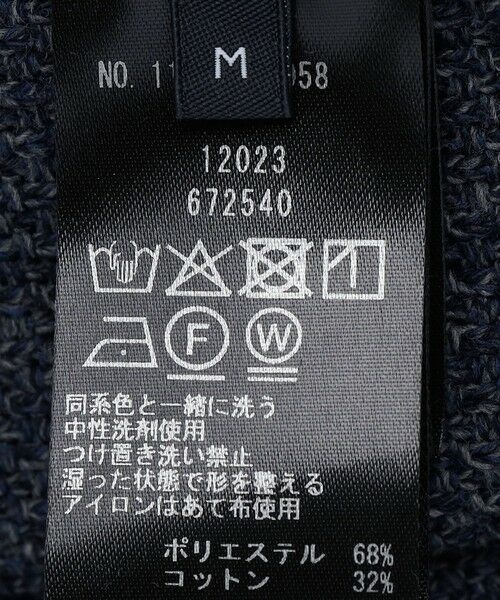 M
NO. 11 058
12023
672540
F W
同系色と一緒に洗う
中性洗剤使用
つけ置き洗い禁止
湿った状態で形を整える
アイロンはあて布使用
ポリエステル 68%
コットン 32%